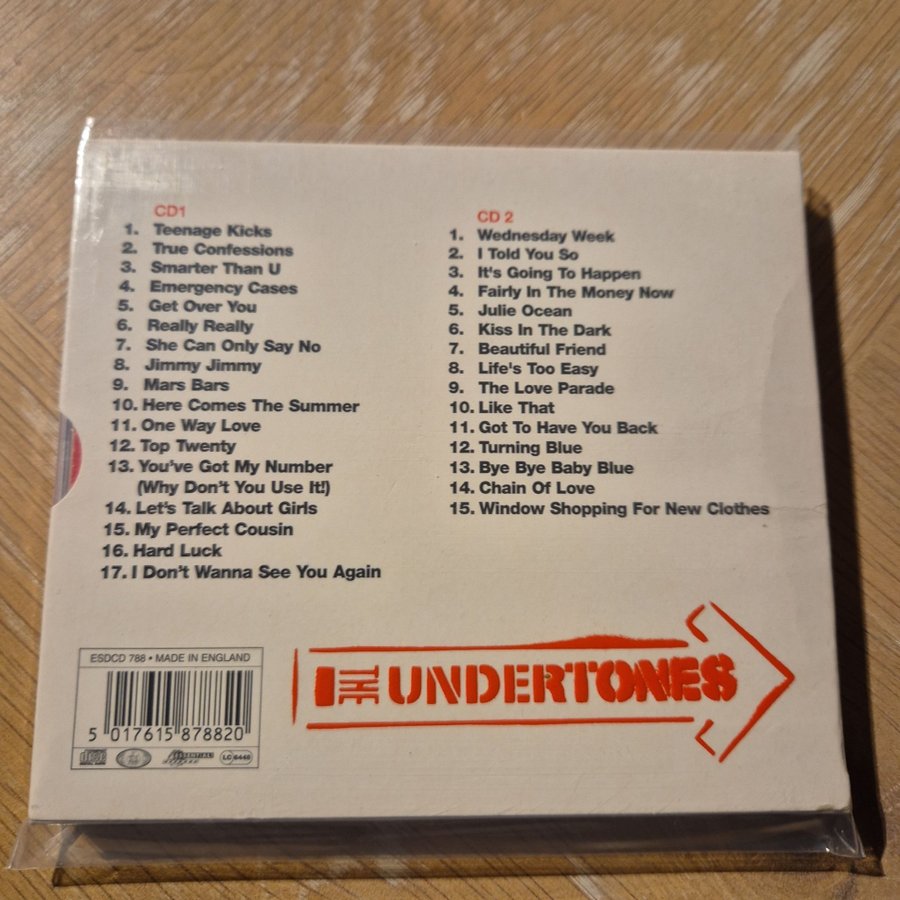 CD1
1. Teenage Kicks
2. True Confessions
3. Smarter Than U
4. Emergency Cases
5. Get Over You
6. Really Really
7. She Can Only Say No
8. Jimmy Jimmy
9. Mars Bars
10. Here Comes The Summer
11. One Way Love
12. Top Twenty
13. You've Got My Number
(Why Don't You Use It!)
14. Let's Talk About Girls
15. My Perfect Cousin
16. Hard Luck
17. I Don't Wanna See You Again
CD 2
1. Wednesday Week
2. I Told You So
3. It's Going To Happen
4. Fairly In The Money Now
5. Julie Ocean
6. Kiss In The Dark
7. Beautiful Friend
8. Life's Too Easy
9. The Love Parade
10. Like That
11. Got To Have You Back
12. Turning Blue
13. Bye Bye Baby Blue
14. Chain Of Love
15. Window Shopping For New Clothes
ESDCD 788 • MADE IN ENGLAND
5 017615 878820
LC 6448
THE UNDERTONES